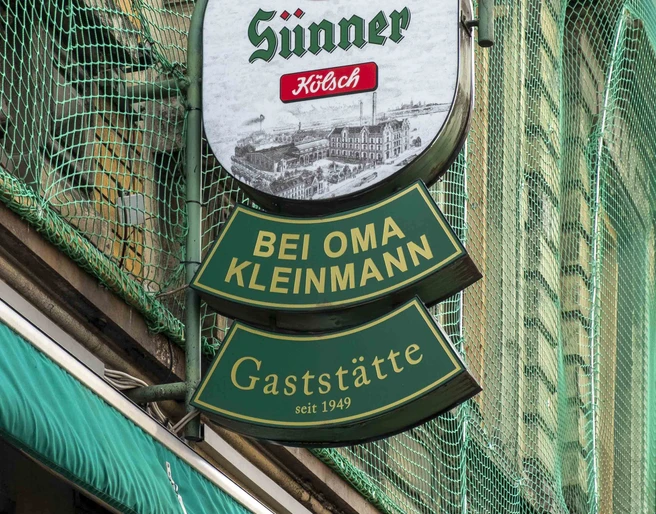 Sünner
Kölsch
BEI OMA
KLEINMANN
Gaststätte
seit 1949